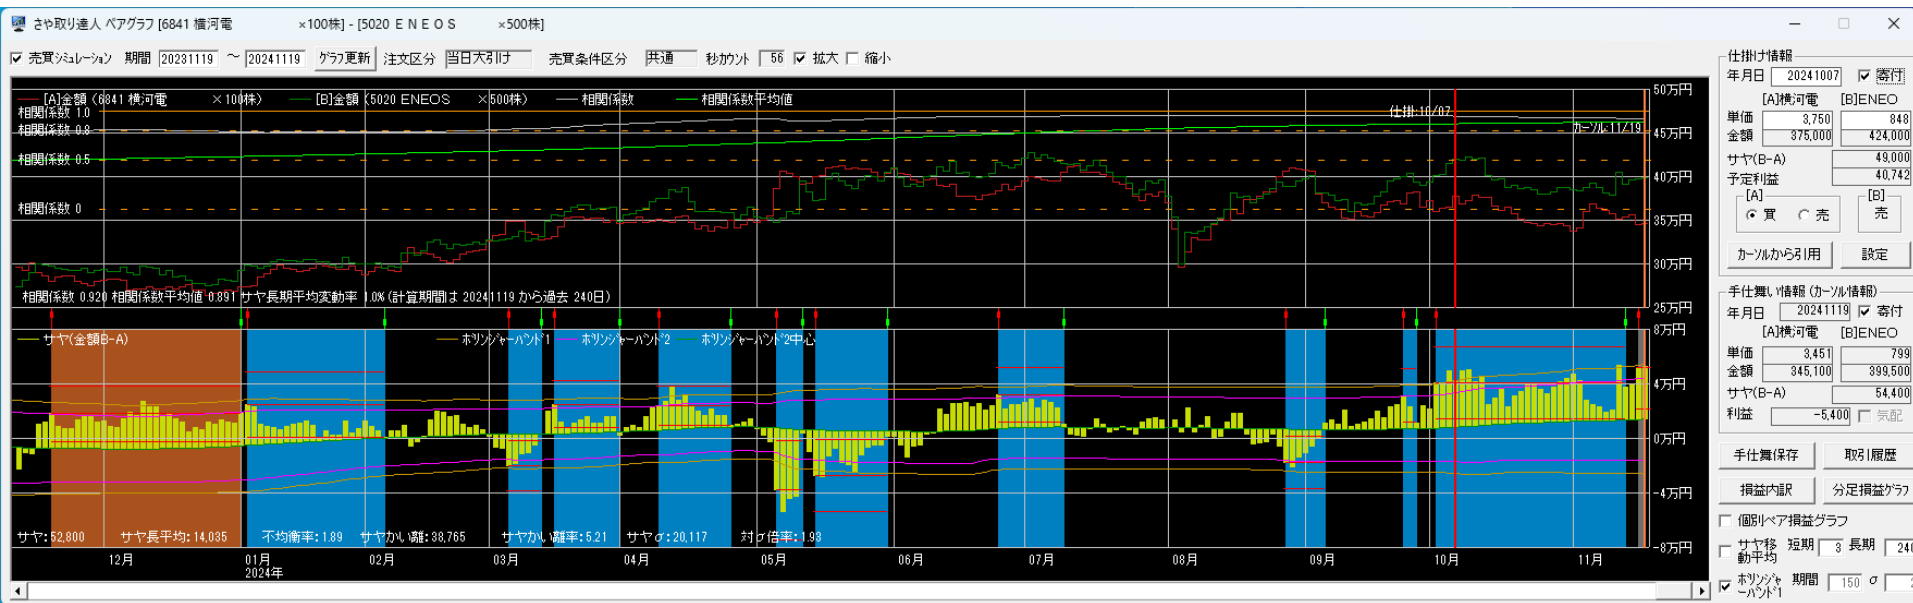 さや取り達人 ペアグラフ [6841 横河電 ×100株] - [5020 ＥＮＥＯＳ ×500株]
売買シミュレーション 期間 20231119 ～ 20241119 グラフ更新 注文区分 当日大引け 売買条件区分 共通 秒カウント 56 拡大 縮小
[A]金額 (6841 横河電 ×100株) [B]金額 (5020 ENEOS ×500株) 相関係数 相関係数平均値
相関係数 1.0
相関係数 0.8
相関係数 0.5
相関係数 0
仕掛:10/07
カーソル:11/19
50万円
45万円
40万円
35万円
30万円
25万円
相関係数 0.920 相関係数平均値 0.891 サヤ長期平均変動率 1.0% (計算期間は 20241119 から過去 240日)
サヤ(金額B-A) ボリンジャーバンド1 ボリンジャーバンド2 ボリンジャーバンド2中心
8万円
4万円
0万円
-4万円
-8万円
サヤ:52,800 サヤ長平均:14,035 不均衡率:1.89 サヤかい離:38,765 サヤかい離率:5.21 サヤσ:20,117 対σ倍率:1.93
12月 01月 02月 03月 04月 05月 06月 07月 08月 09月 10月 11月
2024年
仕掛け情報
年月日 20241007 寄付
[A]横河電 [B]ENEO
単価 3,750 848
金額 375,000 424,000
サヤ(B-A) 49,000
予定利益 40,742
[A] [B]
買 売 売
カーソルから引用 設定
手仕舞い情報 (カーソル情報)
年月日 20241119 寄付
[A]横河電 [B]ENEO
単価 3,451 799
金額 345,100 399,500
サヤ(B-A) 54,400
利益 -5,400 気配
手仕舞保存 取引履歴
損益内訳 分足損益グラフ
個別ペア損益グラフ
サヤ移動平均 短期 3 長期 240
ボリンジャーバンド1 期間 150 σ